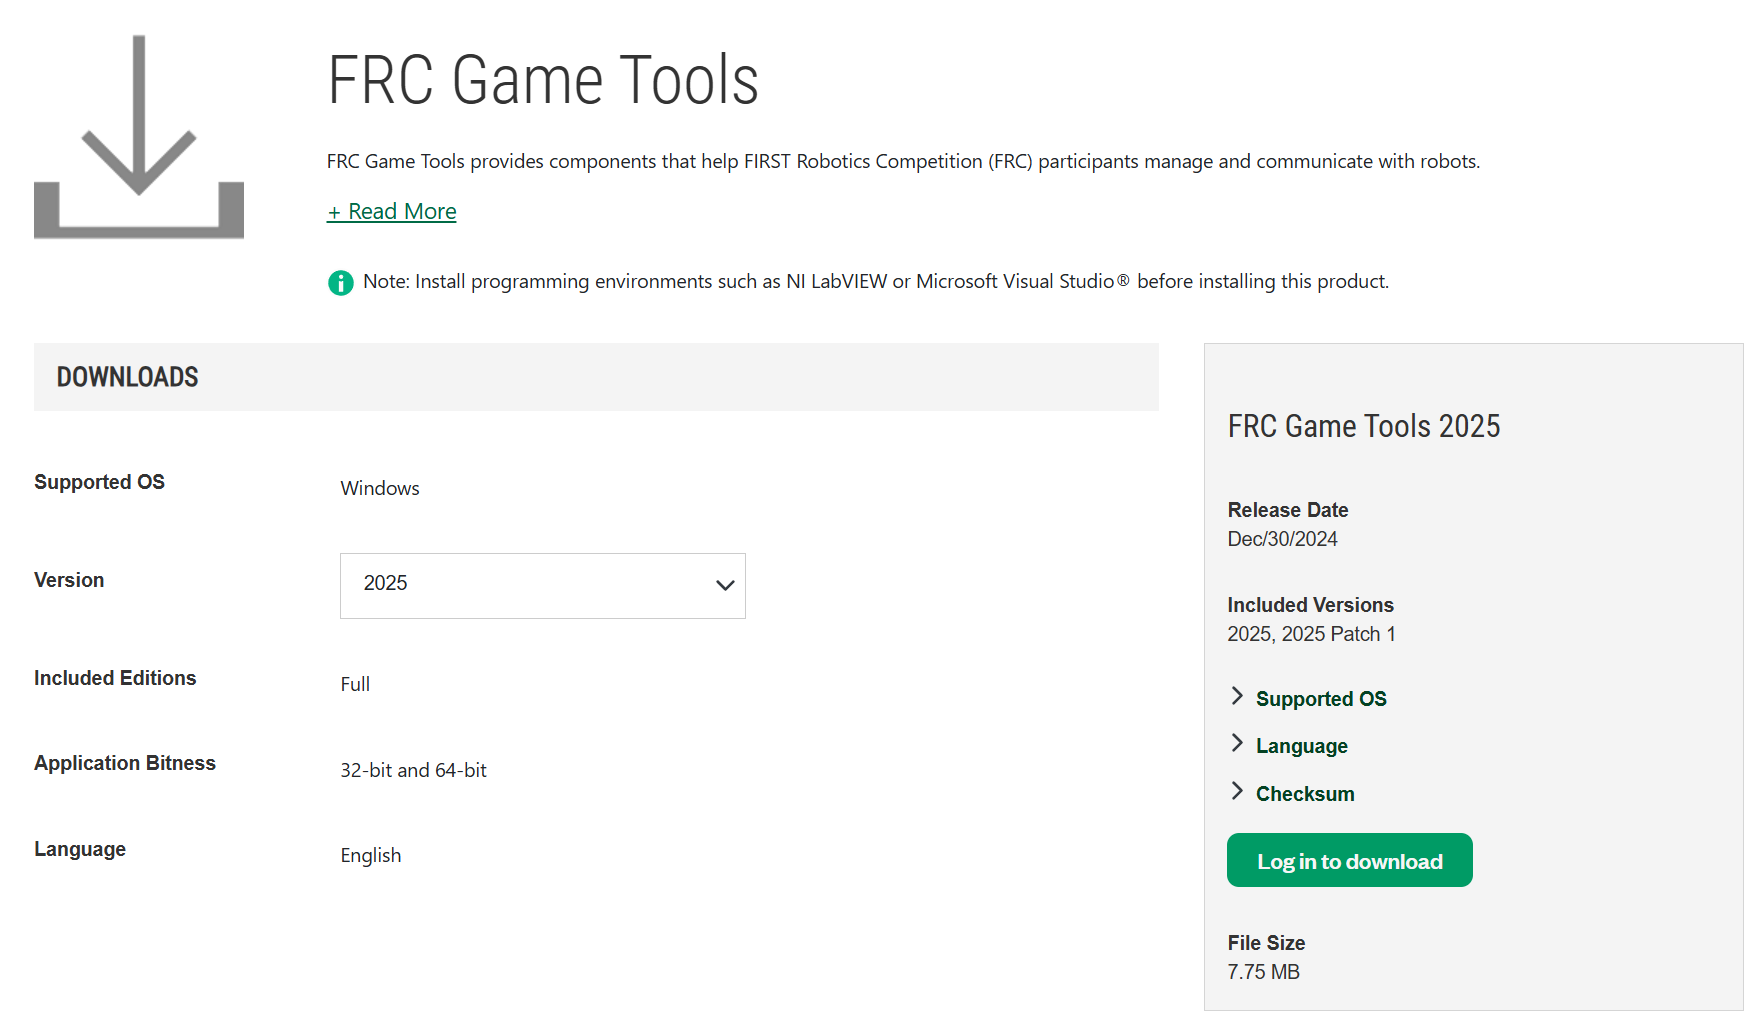 FRC Game Tools
FRC Game Tools provides components that help FIRST Robotics Competition (FRC) participants manage and communicate with robots.
+ Read More
Note: Install programming environments such as NI LabVIEW or Microsoft Visual Studio® before installing this product.
DOWNLOADS
Supported OS
Windows
Version
2025
Included Editions
Full
Application Bitness
32-bit and 64-bit
Language
English
FRC Game Tools 2025
Release Date
Dec/30/2024
Included Versions
2025, 2025 Patch 1
Supported OS
Language
Checksum
Log in to download
File Size
7.75 MB